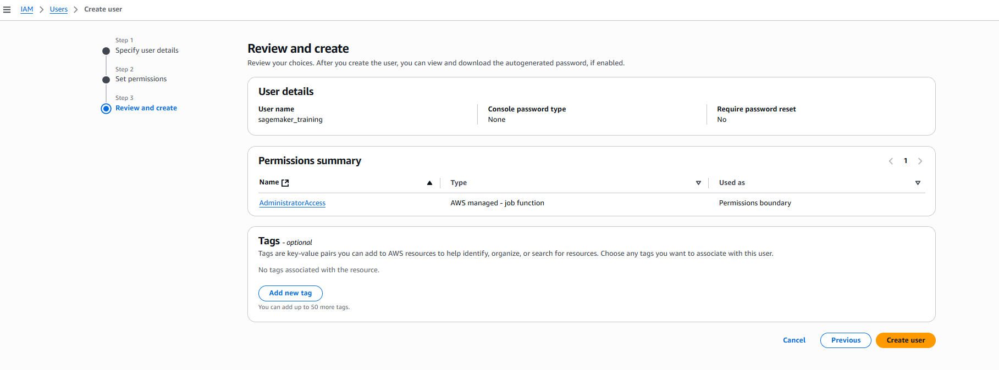 IAM > Users > Create user
Step 1
Specify user details
Step 2
Set permissions
Step 3
Review and create
Review and create
Review your choices. After you create the user, you can view and download the autogenerated password, if enabled.
User details
User name
sagemaker_training
Console password type
None
Require password reset
No
Permissions summary
1
Name
Type
Used as
AdministratorAccess
AWS managed - job function
Permissions boundary
Tags - optional
Tags are key-value pairs you can add to AWS resources to help identify, organize, or search for resources. Choose any tags you want to associate with this user.
No tags associated with the resource.
Add new tag
You can add up to 50 more tags.
Cancel
Previous
Create user